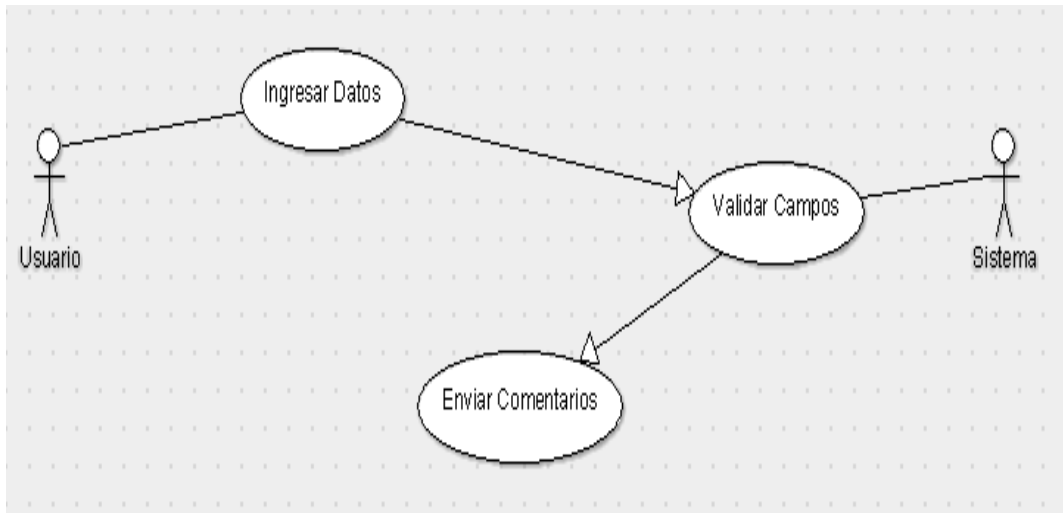 Ingresar Datos
Validar Campos
Usuario
Sistema
Enviar Comentarios